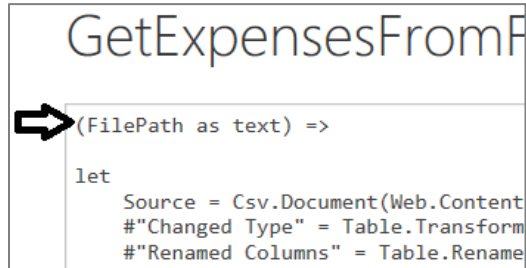 GetExpensesFromF
(FilePath as text) =>
let
Source = Csv.Document(Web.Content
#"Changed Type" = Table.Transform
#"Renamed Columns" = Table.Rename